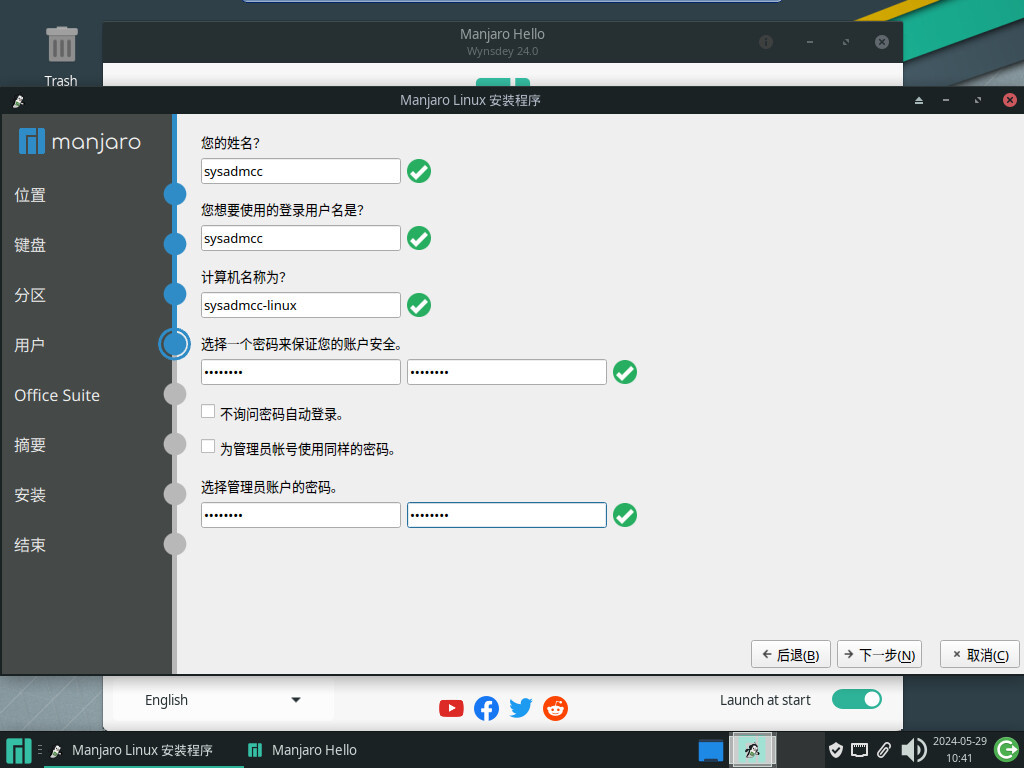 Manjaro Hello
Wynsdey 24.0
Trash
Manjaro Linux 安装程序
manjaro
位置
键盘
分区
用户
Office Suite
摘要
安装
结束
您的姓名?
sysadmcc
您想要使用的登录用户名是?
sysadmcc
计算机名称为?
sysadmcc-linux
选择一个密码来保证您的账户安全。
•••••••• ••••••••
不询问密码自动登录。
为管理员帐号使用同样的密码。
选择管理员账户的密码。
•••••••• ••••••••
后退(B) 下一步(N) 取消(C)
English
Launch at start
Manjaro Linux 安装程序
Manjaro Hello
2024-05-29
10:41